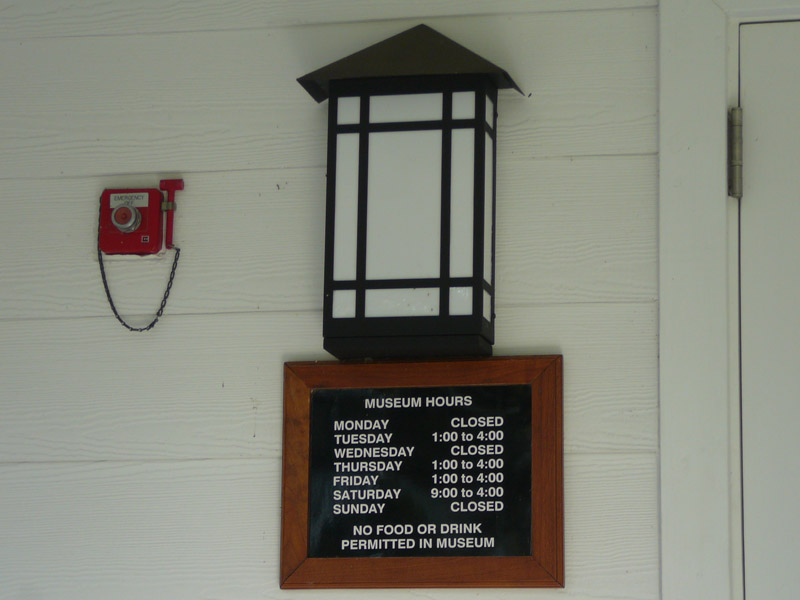 EMERGENCY
MUSEUM HOURS
MONDAY CLOSED
TUESDAY 1:00 to 4:00
WEDNESDAY CLOSED
THURSDAY 1:00 to 4:00
FRIDAY 1:00 to 4:00
SATURDAY 9:00 to 4:00
SUNDAY CLOSED
NO FOOD OR DRINK
PERMITTED IN MUSEUM